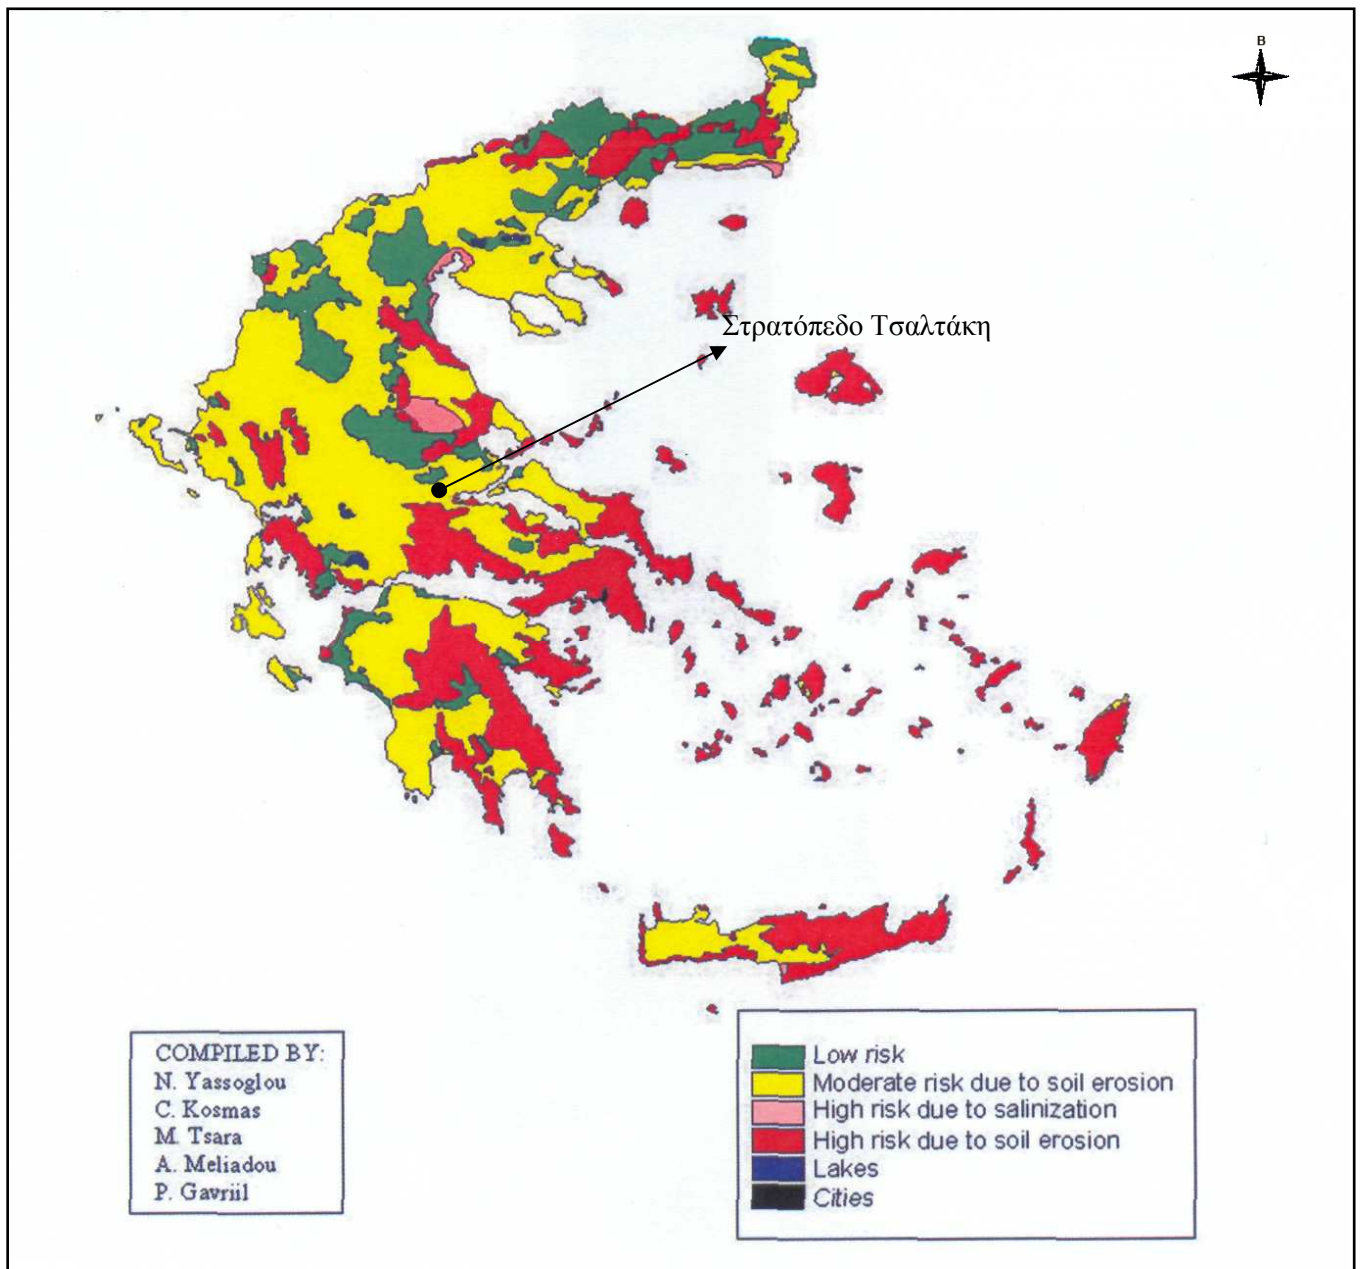 B
Στρατόπεδο Τσαλτάκη
COMPILED BY:
N. Yassoglou
C. Kosmas
M. Tsara
A. Meliadou
P. Gavriil
Low risk
Moderate risk due to soil erosion
High risk due to salinization
High risk due to soil erosion
Lakes
Cities